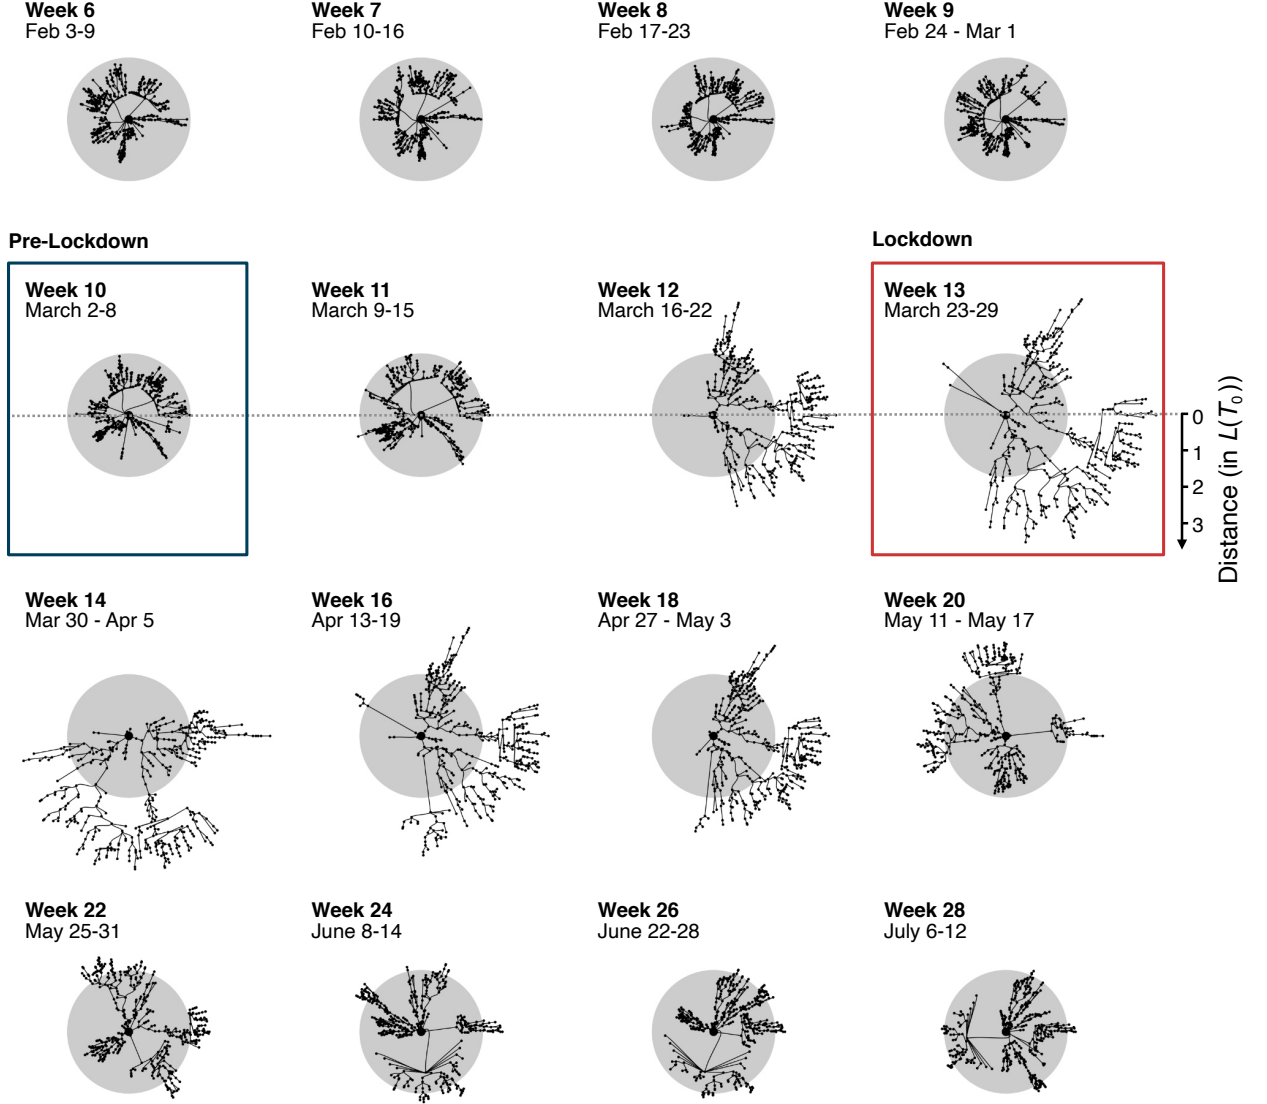 Week 6
Feb 3-9
Week 7
Feb 10-16
Week 8
Feb 17-23
Week 9
Feb 24 - Mar 1
Pre-Lockdown
Lockdown
Week 10
March 2-8
Week 11
March 9-15
Week 12
March 16-22
Week 13
March 23-29
0
1
2
3
Distance (in L(T₀))
Week 14
Mar 30 - Apr 5
Week 16
Apr 13-19
Week 18
Apr 27 - May 3
Week 20
May 11 - May 17
Week 22
May 25-31
Week 24
June 8-14
Week 26
June 22-28
Week 28
July 6-12